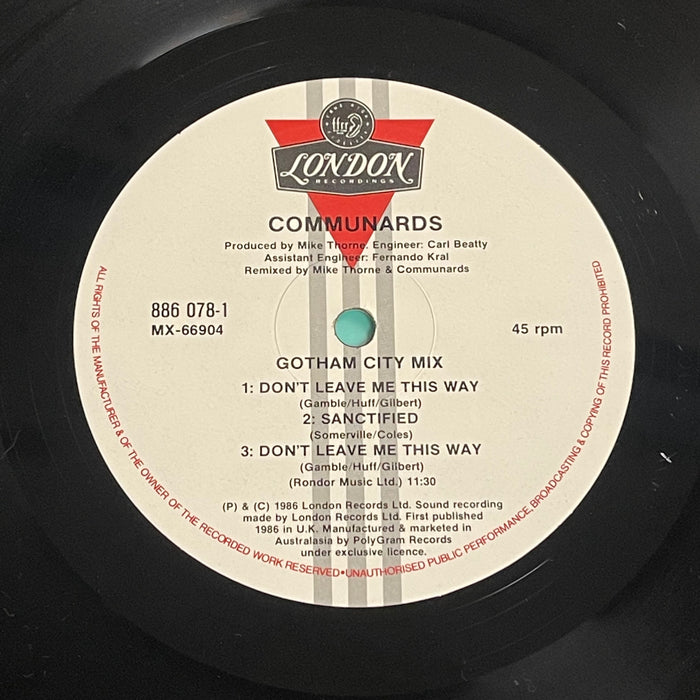 LONDON
RECORDINGS
COMMUNARDS
Produced by Mike Thorne. Engineer: Carl Beatty
Assistant Engineer: Fernando Kral
Remixed by Mike Thorne & Communards
886 078-1
MX-66904
45 rpm
GOTHAM CITY MIX
1: DON'T LEAVE ME THIS WAY
(Gamble/Huff/Gilbert)
2: SANCTIFIED
(Somerville/Coles)
3: DON'T LEAVE ME THIS WAY
(Gamble/Huff/Gilbert)
(Rondor Music Ltd.) 11:30
(P) & (C) 1986 London Records Ltd. Sound recording
made by London Records Ltd. First published
1986 in U.K. Manufactured & marketed in
Australasia by PolyGram Records
under exclusive licence.
ALL RIGHTS OF THE MANUFACTURER & OF THE OWNER OF THE RECORDED WORK RESERVED•UNAUTHORISED PUBLIC PERFORMANCE, BROADCASTING & COPYING OF THIS RECORD PROHIBITED